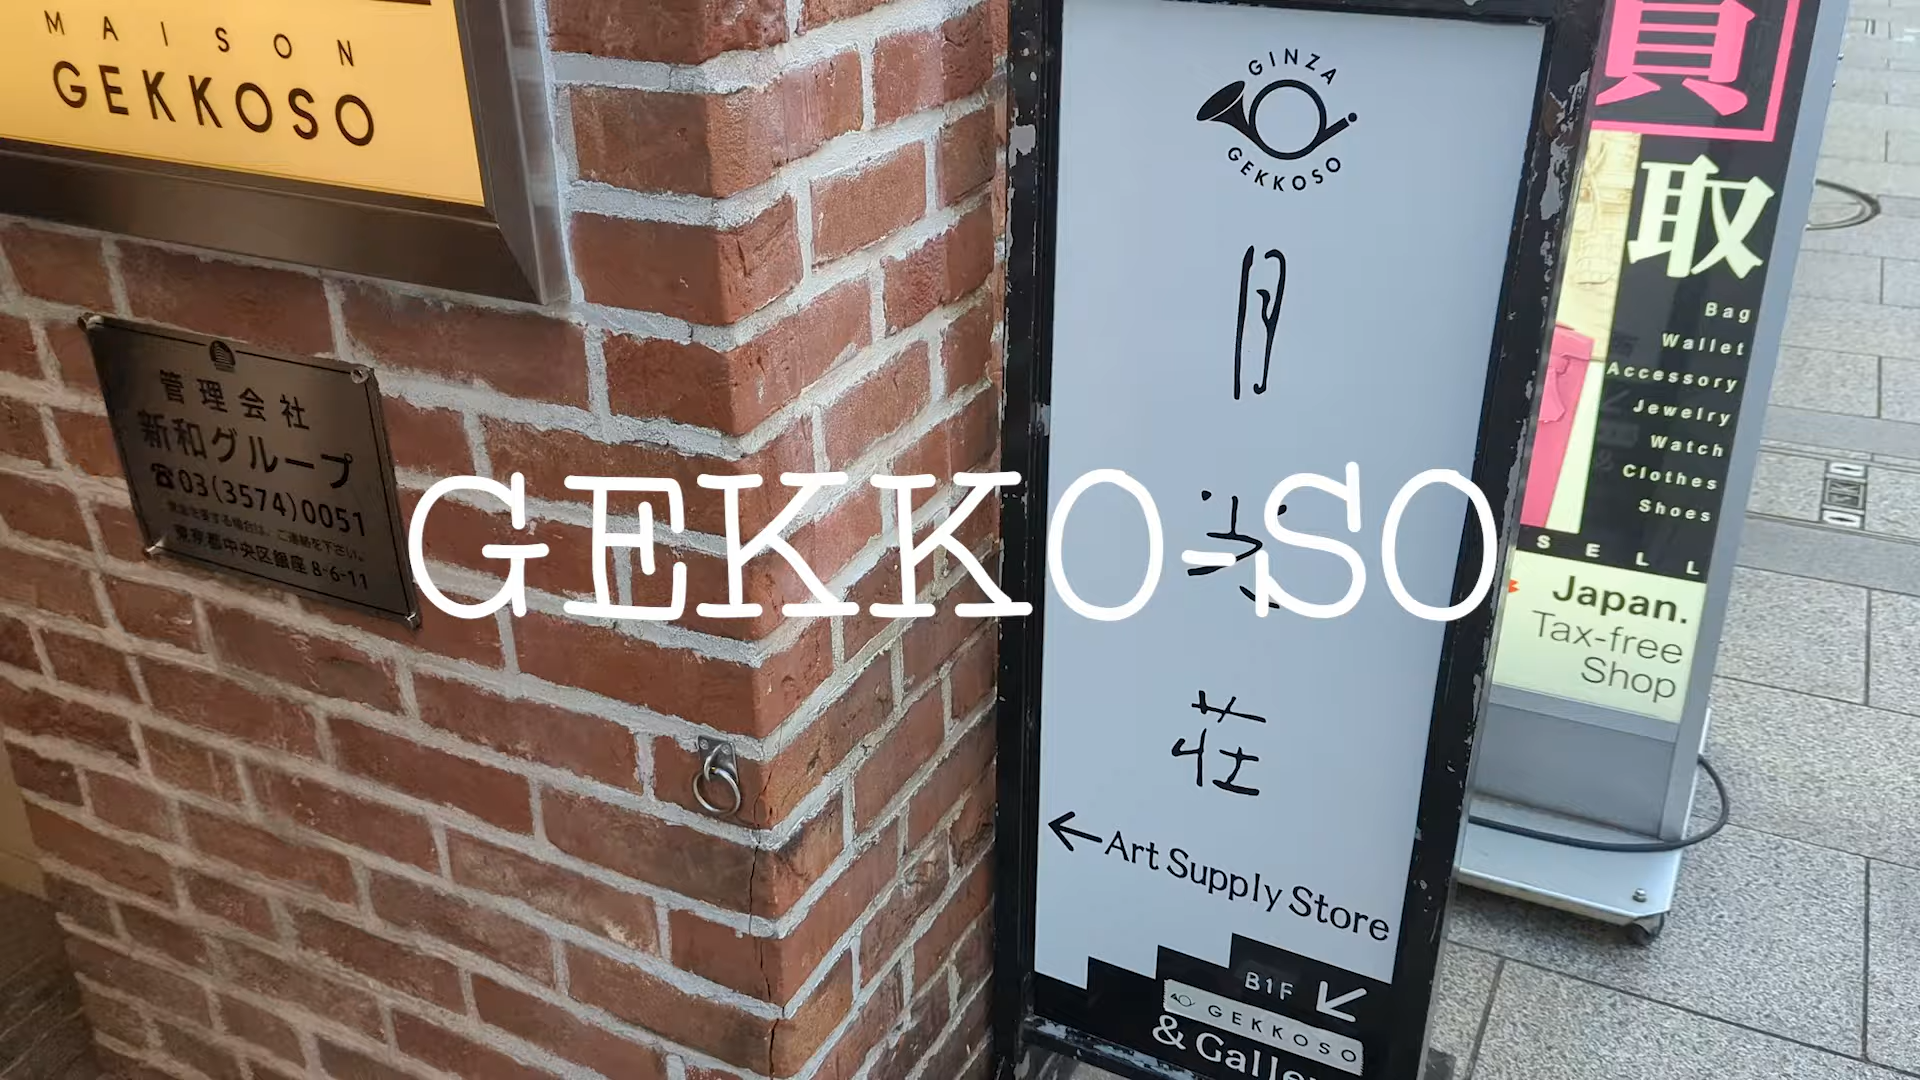 MAISON
GEKKOSO
管理会社
新和グループ
☎03(3574)0051
東京都中央区銀座 8-6-11
GINZA
GEKKOSO
月光荘
←Art Supply Store
B1F
GEKKOSO
GEKKO-SO
買
取
Bag
Wallet
Accessory
Jewelry
Watch
Clothes
Shoes
SELL
Japan.
Tax-free
Shop